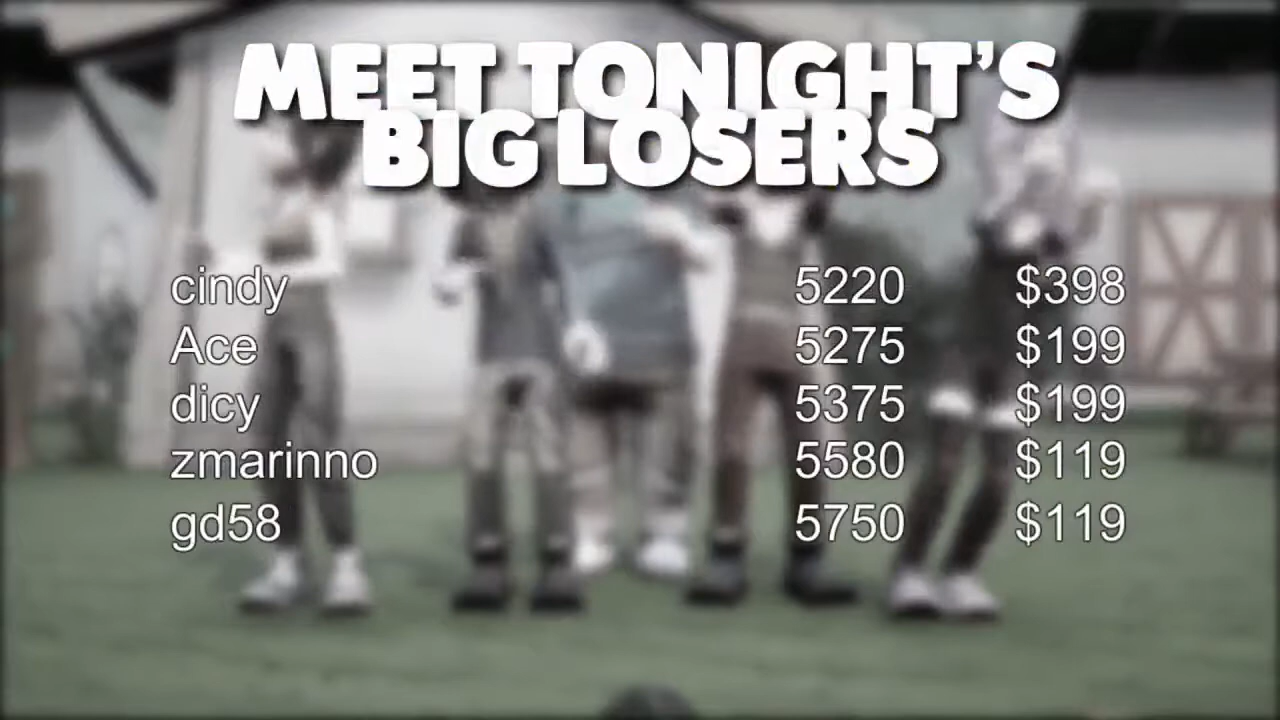 MEET TONIGHT'S
BIG LOSERS
cindy 5220 $398
Ace 5275 $199
dicy 5375 $199
zmarinno 5580 $119
gd58 5750 $119